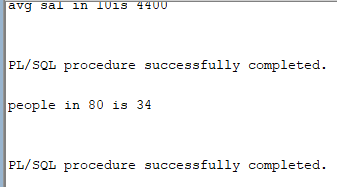 avg sal in 10is 4400
PL/SQL procedure successfully completed.
people in 80 is 34
PL/SQL procedure successfully completed.